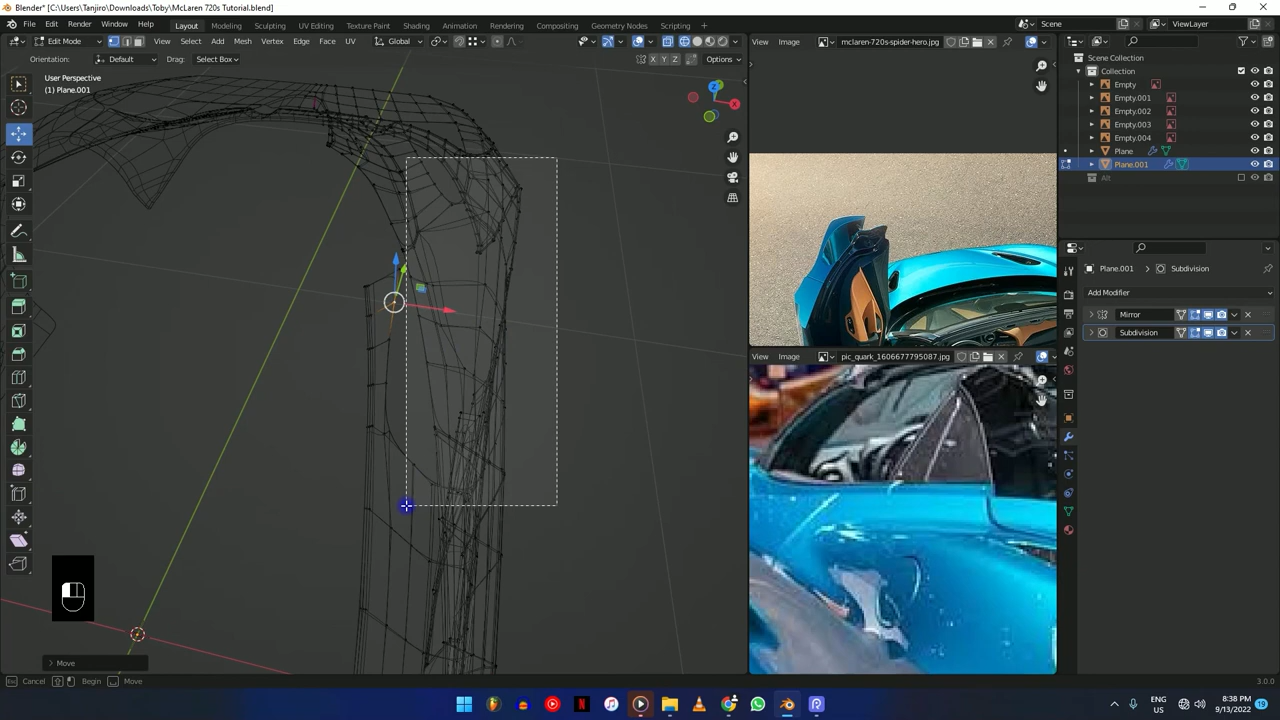 Blender* [C:\Users\Tanjiro\Downloads\Toby\McLaren 720s Tutorial.blend]
File Edit Render Window Help Layout Modeling Sculpting UV Editing Texture Paint Shading Animation Rendering Compositing Geometry Nodes Scripting + Scene ViewLayer
Edit Mode View Select Add Mesh Vertex Edge Face UV Global
Orientation: Default Drag: Select Box X Y Z Options
User Perspective
(1) Plane.001
Z
X
View Image mclaren-720s-spider-hero.jpg
View Image pic_quark_1606677795087.jpg
Scene Collection
Collection
Empty
Empty.001
Empty.002
Empty.003
Empty.004
Plane
Plane.001
Alt
Plane.001 Subdivision
Add Modifier
Mirror
Subdivision
Move
Cancel Begin Move 3.0.0
ENG
US
8:38 PM
9/13/2022
19